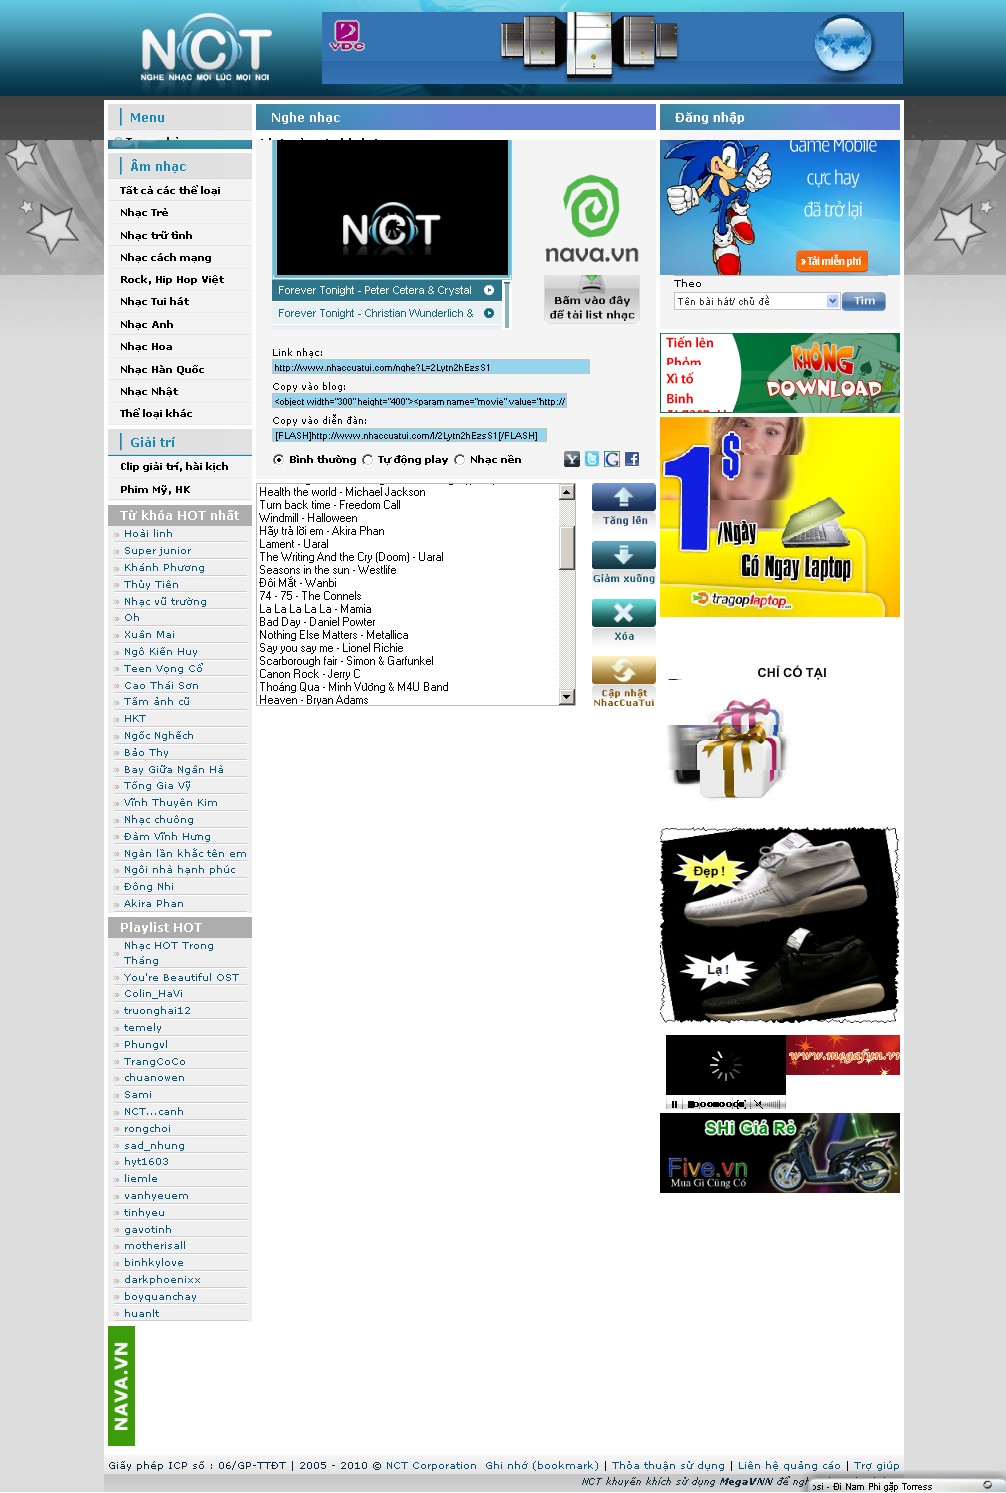 NCT
NGHE NHẠC MỌI LÚC MỌI NƠI
VDC
Menu
Âm nhạc
Tất cả các thể loại
Nhạc Trẻ
Nhạc trữ tình
Nhạc cách mạng
Rock, Hip Hop Việt
Nhạc Tui hát
Nhạc Anh
Nhạc Hoa
Nhạc Hàn Quốc
Nhạc Nhật
Thể loại khác
Giải trí
Clip giải trí, hài kịch
Phim Mỹ, HK
Từ khóa HOT nhất
Hoài linh
Super junior
Khánh Phương
Thủy Tiên
Nhạc vũ trường
Oh
Xuân Mai
Ngô Kiến Huy
Teen Vọng Cổ
Cao Thái Sơn
Tấm ảnh cũ
HKT
Ngốc Nghếch
Bảo Thy
Bay Giữa Ngân Hà
Tống Gia Vỹ
Vĩnh Thuyên Kim
Nhạc chuông
Đàm Vĩnh Hưng
Ngàn lần khắc tên em
Ngôi nhà hạnh phúc
Đông Nhi
Akira Phan
Playlist HOT
Nhạc HOT Trong
Tháng
You're Beautiful OST
Colin_HaVi
truonghai12
temely
Phungvl
TrangCoCo
chuanowen
Sami
NCT...canh
rongchoi
sad_nhung
hyt1603
liemle
vanhyeuem
tinhyeu
gavotinh
motherisall
binhkylove
darkphoenixx
boyquanchay
huanlt
NAVA.VN
Nghe nhạc
NCT
Forever Tonight - Peter Cetera & Crystal
Forever Tonight - Christian Wunderlich &
nava.vn
Bấm vào đây
để tải list nhạc
Link nhạc:
http://www.nhaccuatui.com/nghe?L=2Lytn2hEzsS1
Copy vào blog:
<object width="300" height="400"><param name="movie" value="http://
Copy vào diễn đàn:
[FLASH]http://www.nhaccuatui.com/l/2Lytn2hEzsS1[/FLASH]
Bình thường Tự động play Nhạc nền
Health the world - Michael Jackson
Turn back time - Freedom Call
Windmill - Halloween
Hãy trả lời em - Akira Phan
Lament - Uaral
The Writing And the Cry (Doom) - Uaral
Seasons in the sun - Westlife
Đôi Mắt - Wanbi
74 - 75 - The Connels
La La La La La - Mamia
Bad Day - Daniel Powter
Nothing Else Matters - Metallica
Say you say me - Lionel Richie
Scarborough fair - Simon & Garfunkel
Canon Rock - Jerry C
Thoáng Qua - Minh Vương & M4U Band
Heaven - Bryan Adams
Tăng lên
Giảm xuống
Xóa
Cập nhật
NhacCuaTui
Đăng nhập
Game Mobile
cực hay
đã trở lại
» Tải miễn phí
Theo
Tên bài hát/ chủ đề
Tìm
Tiến lên
Phỏm
Xì tố
Binh
KHÔNG
DOWNLOAD
1$
/Ngày
Có Ngay Laptop
tragoplaptop.vn
CHỈ CÓ TẠI
Đẹp !
Lạ !
www.megafun.vn
SHi Giá Rẻ
Five.vn
Mua Gì Cũng Có
Giấy phép ICP số : 06/GP-TTĐT | 2005 - 2010 © NCT Corporation Ghi nhớ (bookmark) | Thỏa thuận sử dụng | Liên hệ quảng cáo | Trợ giúp
NCT khuyến khích sử dụng MegaVNN để
osi - Đi Nam Phi gặp Torress